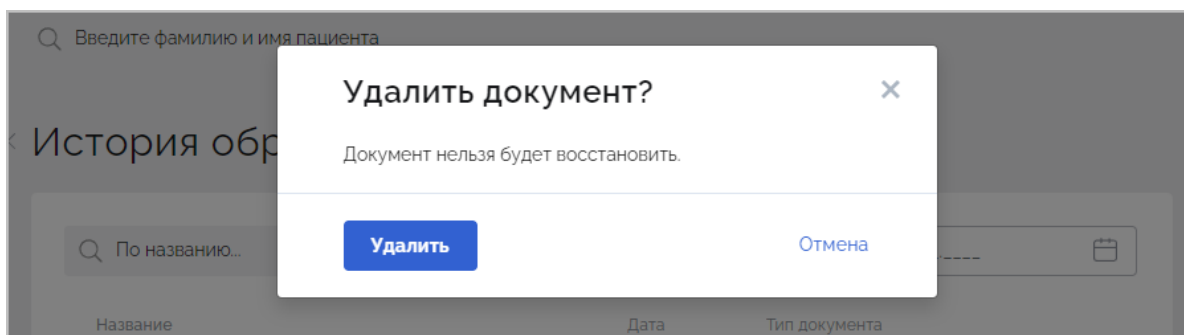 Введите фамилию и имя пациента
Удалить документ?
История обр
Документ нельзя будет восстановить.
По названию...
Удалить
Отмена
Название
Дата
Тип документа